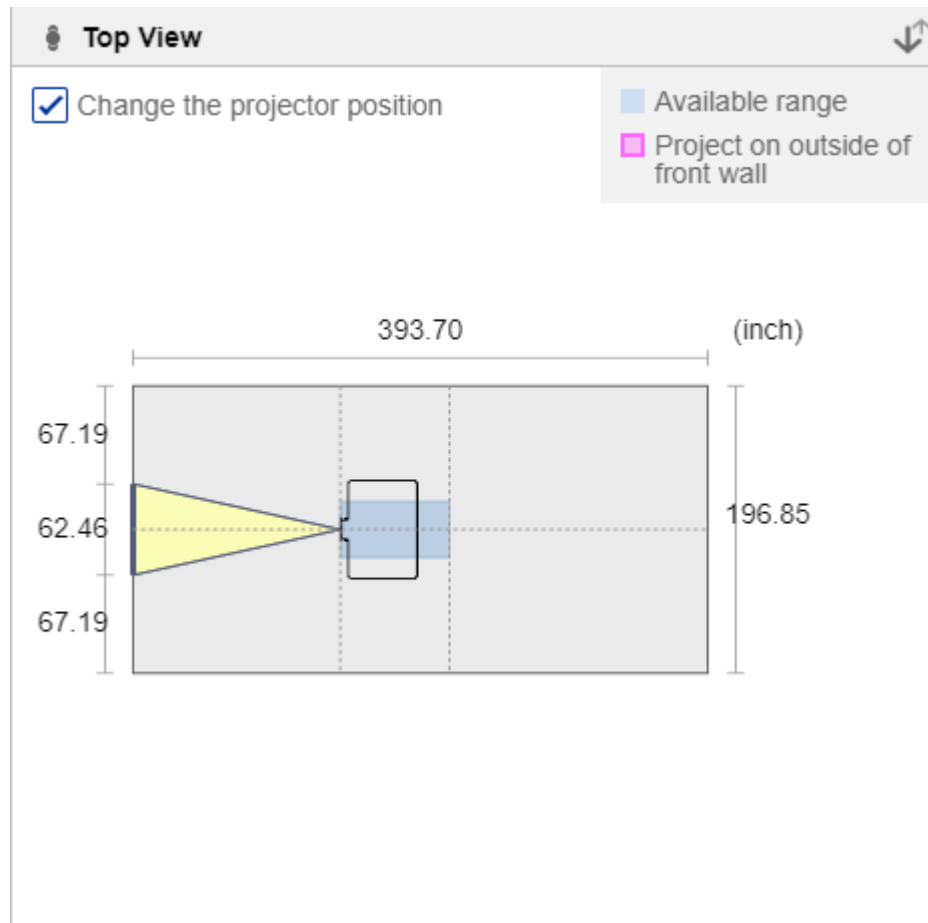 Top View
Change the projector position
Available range
Project on outside of
front wall
393.70
(inch)
67.19
62.46
196.85
67.19